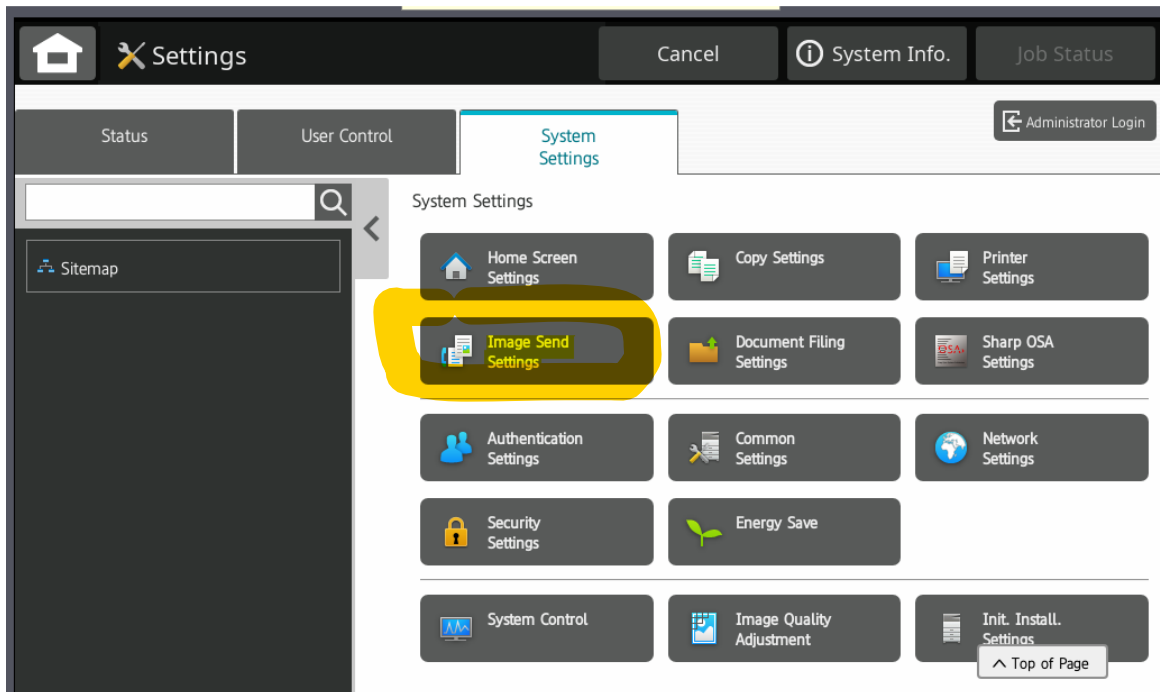 Settings
Cancel
System Info.
Job Status
Administrator Login
Status
User Control
System
Settings
Sitemap
System Settings
Home Screen
Settings
Copy Settings
Printer
Settings
Image Send
Settings
Document Filing
Settings
OSA
Sharp OSA
Settings
Authentication
Settings
Common
Settings
Network
Settings
Security
Settings
Energy Save
System Control
Image Quality
Adjustment
Init. Install.
Settings
Top of Page